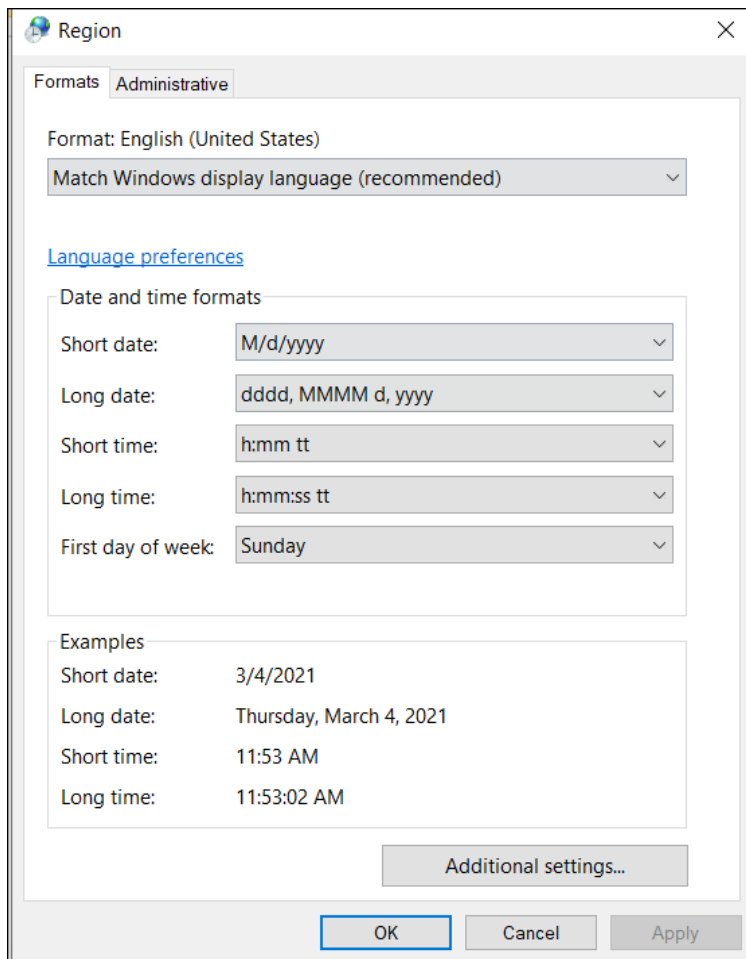 Region
Formats Administrative
Format: English (United States)
Match Windows display language (recommended)
Language preferences
Date and time formats
Short date: M/d/yyyy
Long date: dddd, MMMM d, yyyy
Short time: h:mm tt
Long time: h:mm:ss tt
First day of week: Sunday
Examples
Short date: 3/4/2021
Long date: Thursday, March 4, 2021
Short time: 11:53 AM
Long time: 11:53:02 AM
Additional settings...
OK Cancel Apply